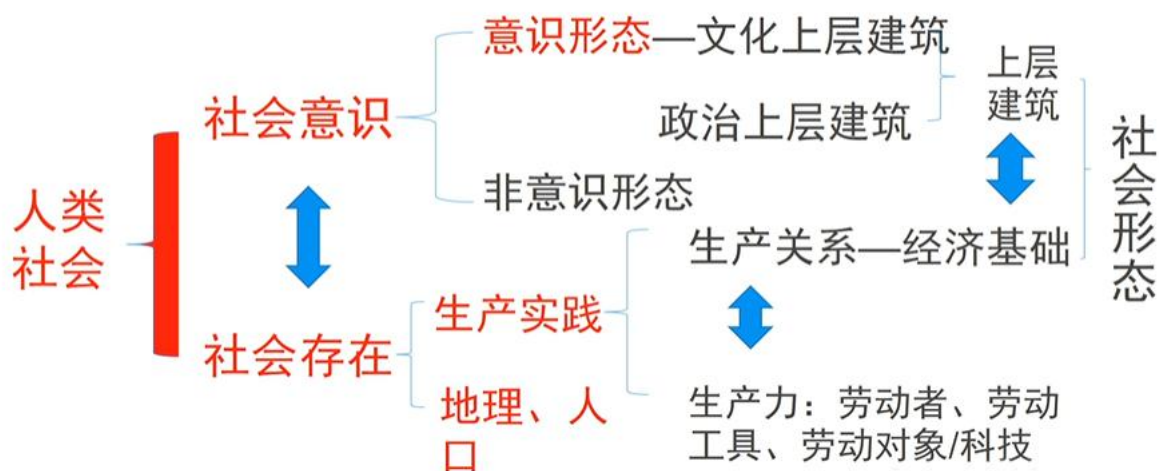 意识形态—文化上层建筑
上层
建筑
社会意识
政治上层建筑
社会形态
人类
社会
非意识形态
生产关系—经济基础
生产实践
社会存在
地理、人
口
生产力：劳动者、劳动
工具、劳动对象/科技